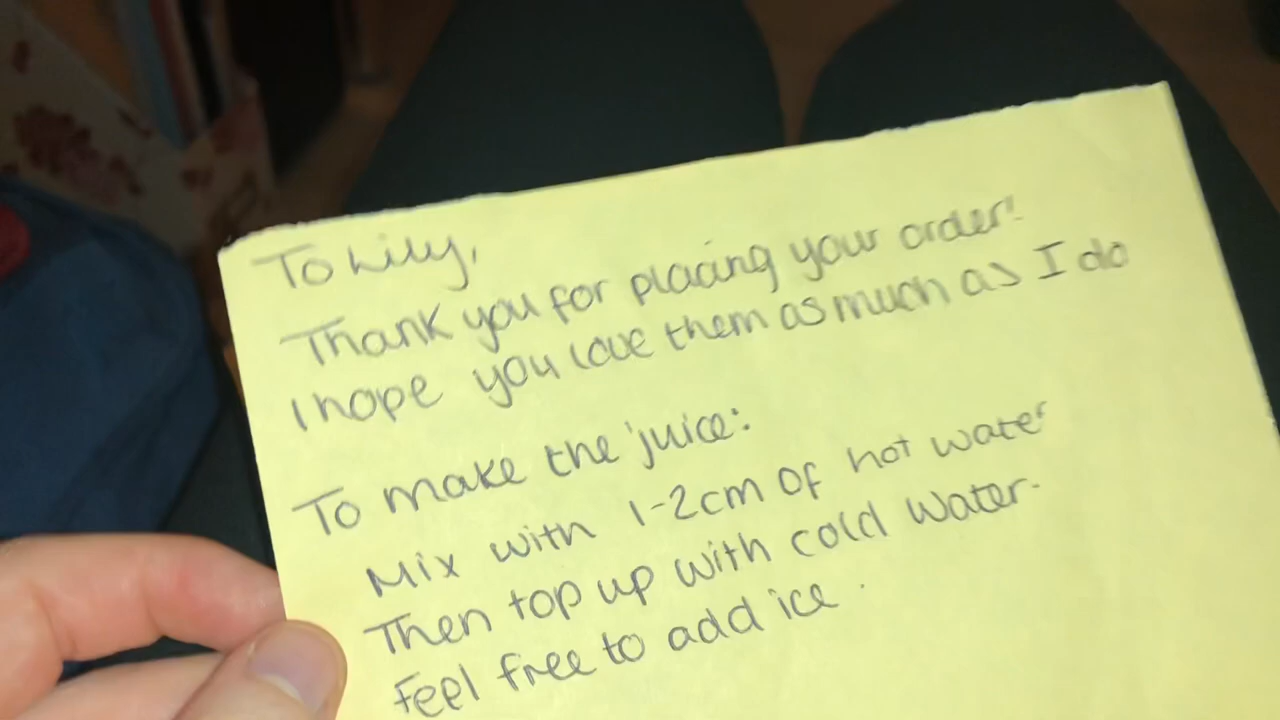 To Lily,
Thank you for placing your order!
I hope you love them as much as I do
To make the juice:
Mix with 1-2cm of hot water
Then top up with cold water.
Feel free to add ice.